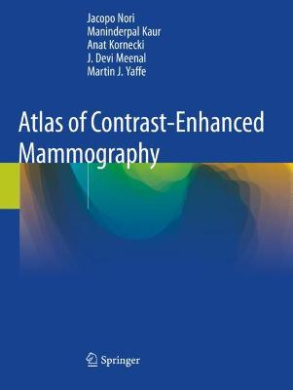 Jacopo Nori
Maninderpal Kaur
Anat Kornecki
J. Devi Meenal
Martin J. Yaffe
Atlas of Contrast-Enhanced
Mammography
Springer